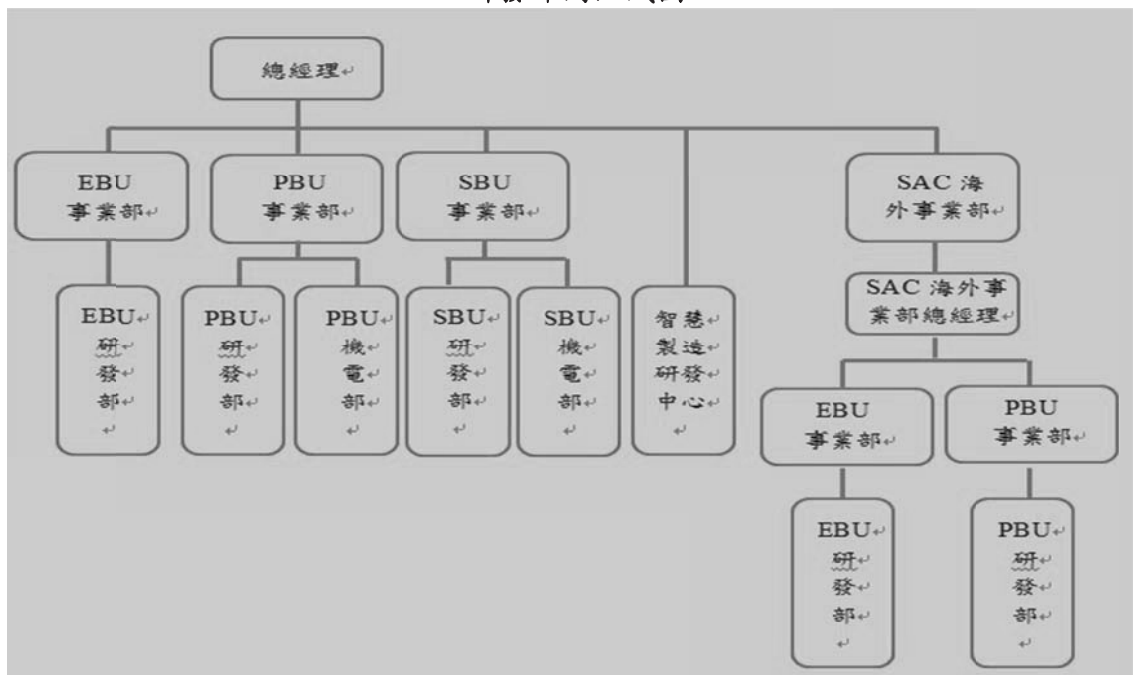 總經理
EBU
事業部
PBU
事業部
SBU
事業部
SAC 海
外事業部
EBU
研
發
部
PBU
研
發
部
PBU
機
電
部
SBU
研
發
部
SBU
機
電
部
智慧
製造
研發
中心
SAC 海外事
業部總經理
EBU
事業部
PBU
事業部
EBU
研
發
部
PBU
研
發
部